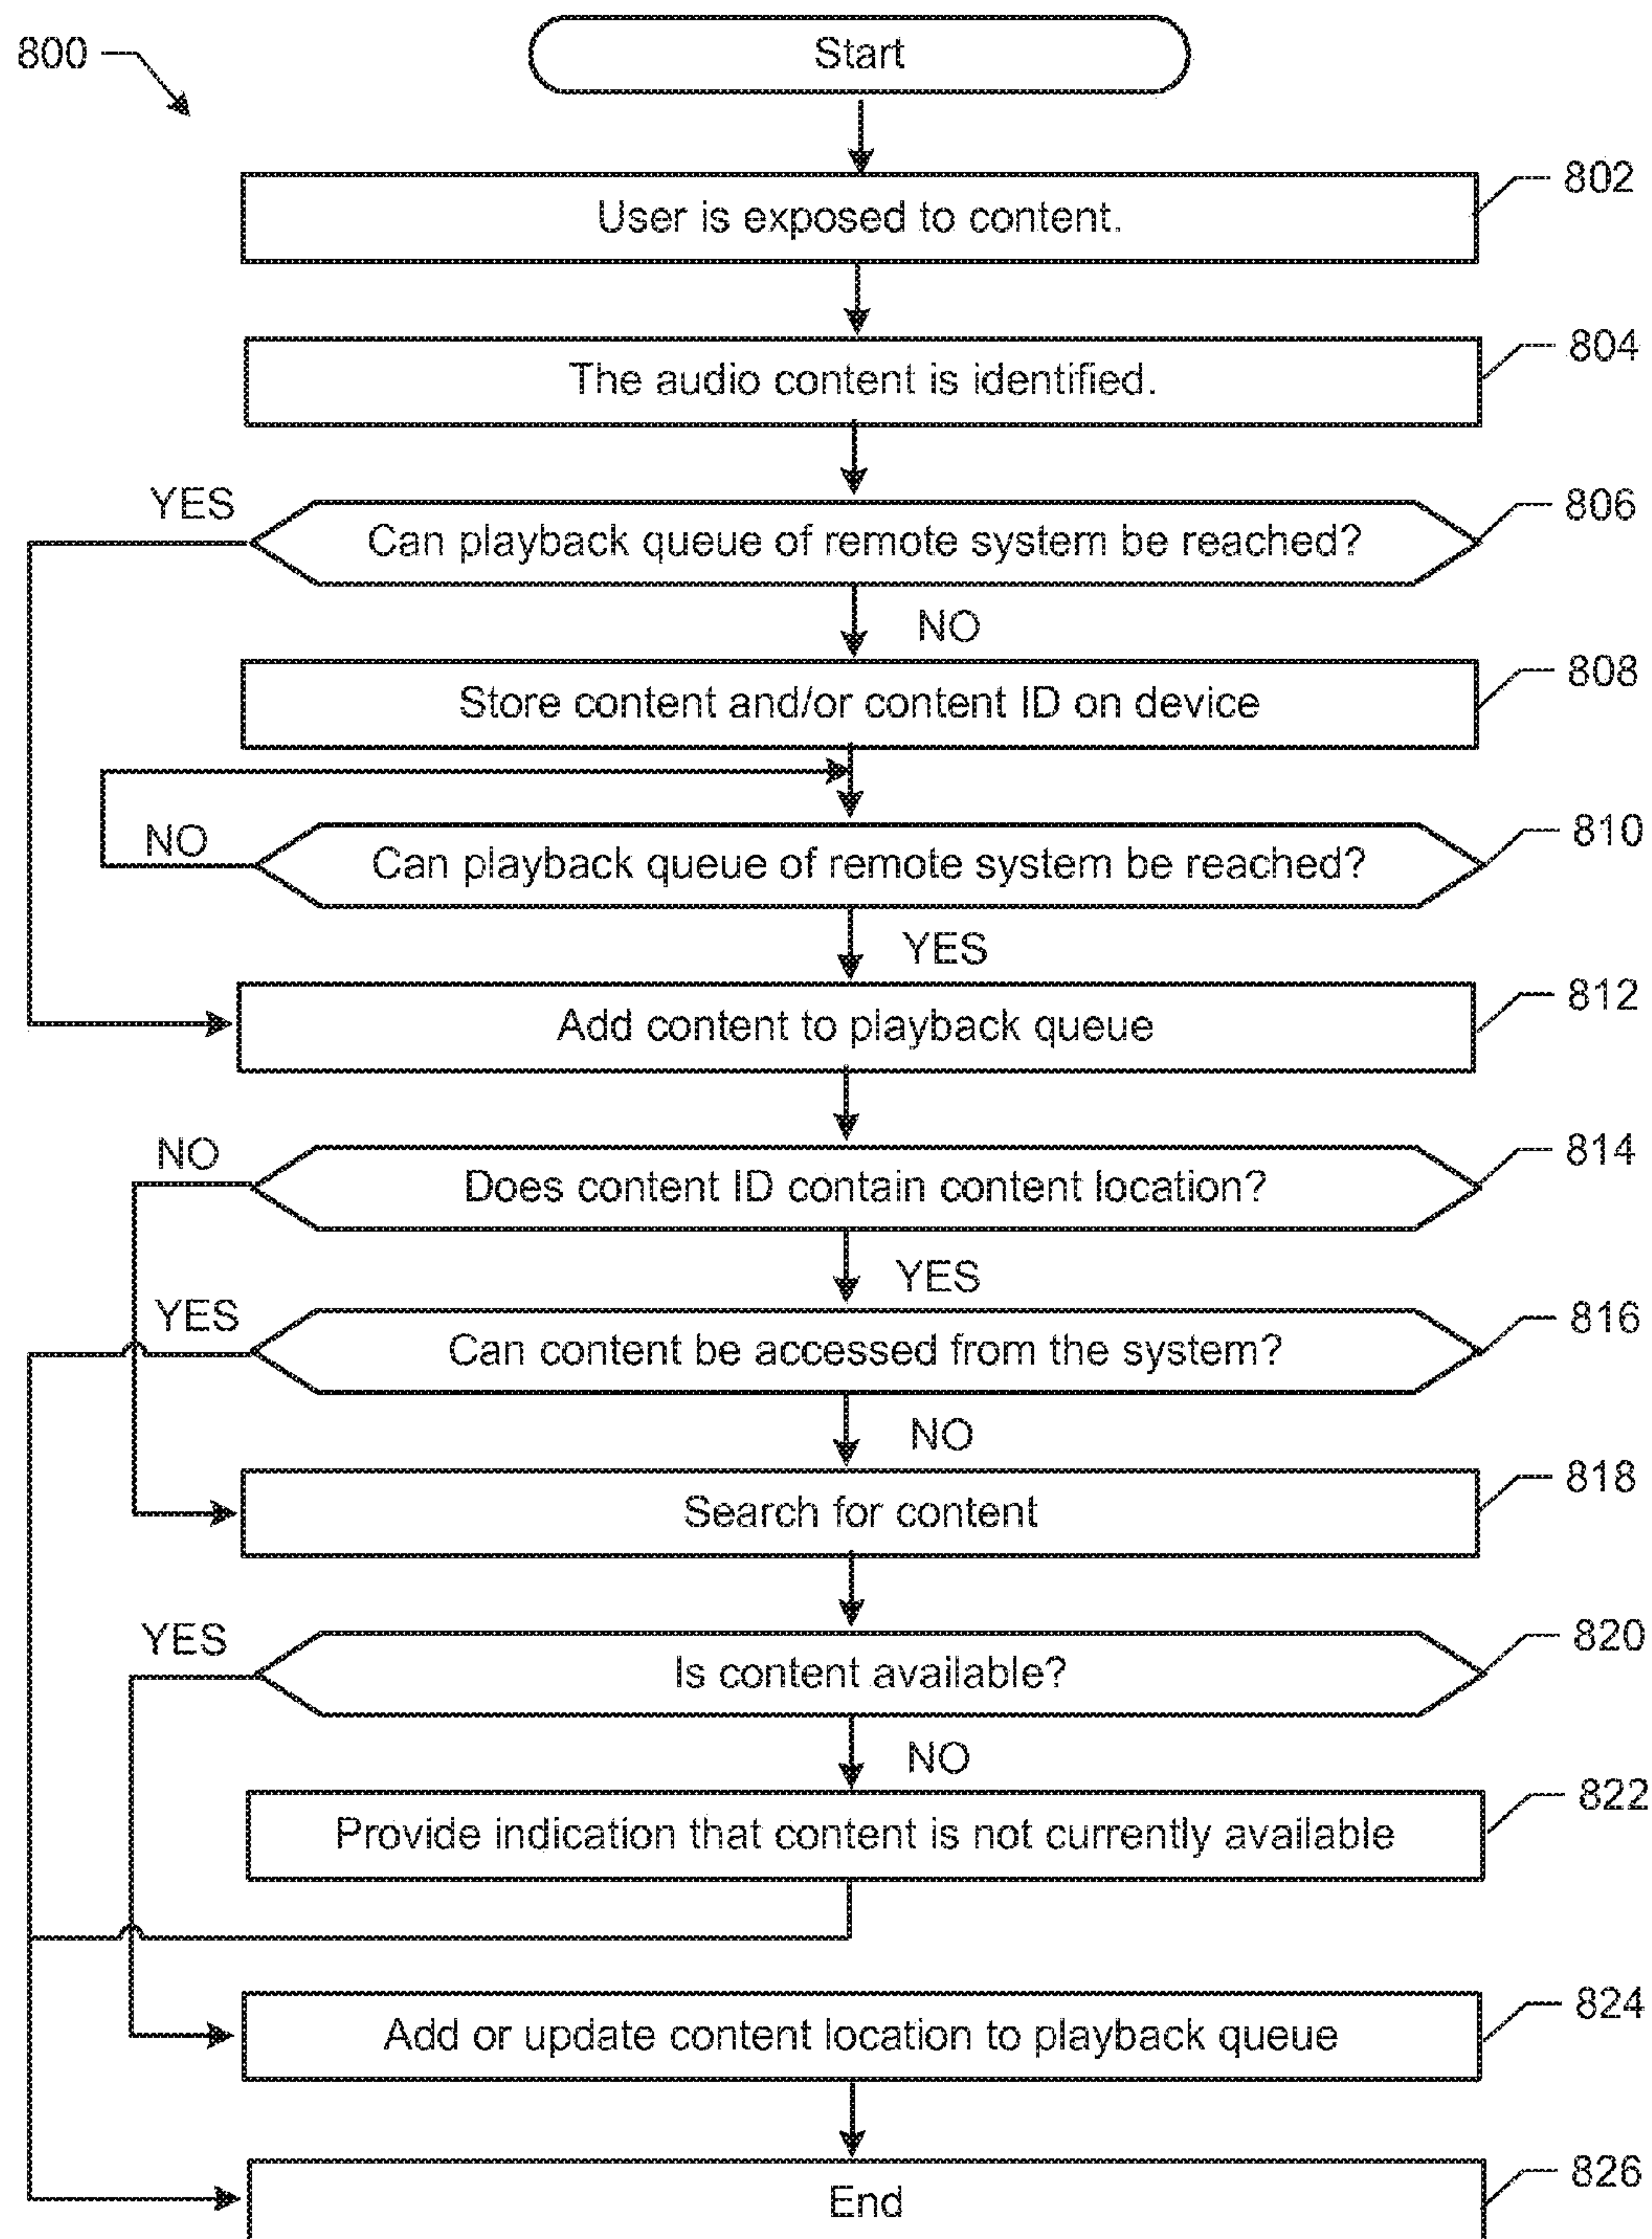 800
Start
802
User is exposed to content.
804
The audio content is identified.
YES
806
Can playback queue of remote system be reached?
NO
808
Store content and/or content ID on device
NO
810
Can playback queue of remote system be reached?
YES
812
Add content to playback queue
NO
814
Does content ID contain content location?
YES
YES
816
Can content be accessed from the system?
NO
818
Search for content
YES
820
Is content available?
NO
822
Provide indication that content is not currently available
824
Add or update content location to playback queue
826
End